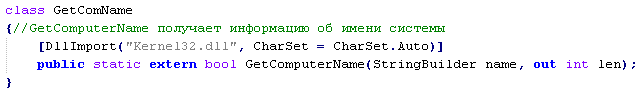 class GetComName
{//GetComputerName получает информацию об имени системы
[DllImport("Kernel32.dll", CharSet = CharSet.Auto)]
public static extern bool GetComputerName(StringBuilder name, out int len);
}